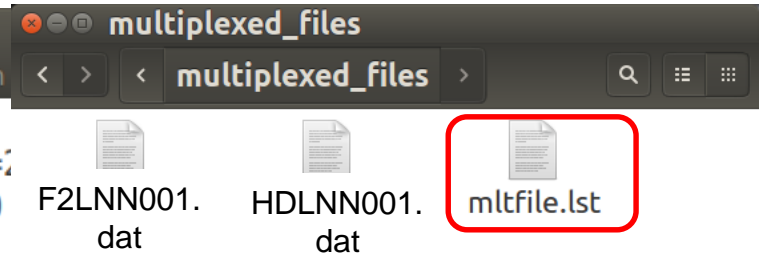 multiplexed_files
multiplexed_files
F2LNN001.
dat
HDLNN001.
dat
mltfile.lst